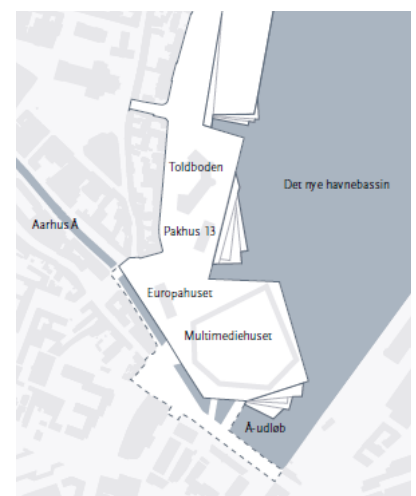 Toldboden
Det nye havnebassin
Aarhus Å
Pakhus 13
Europahuset
Multimediehuset
Å-udløb